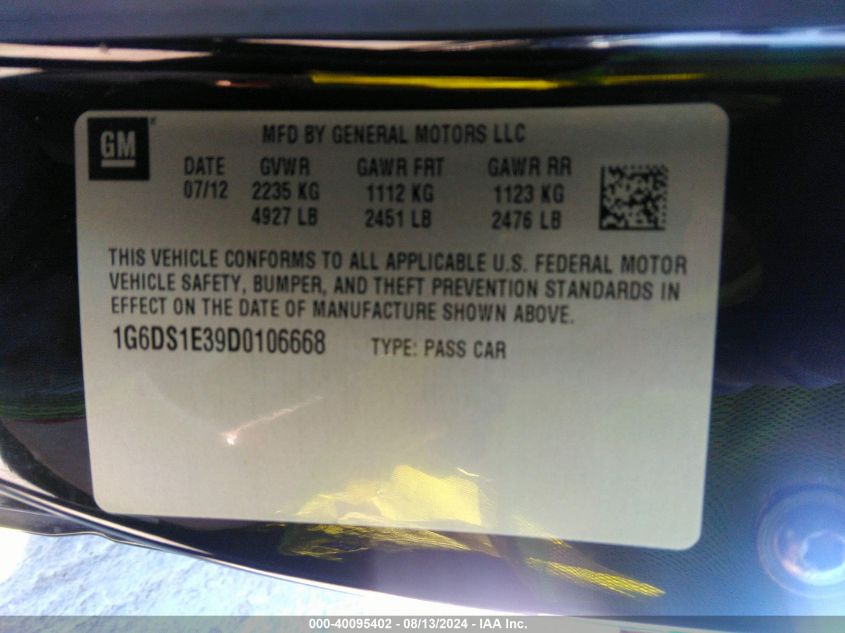 GM
MFD BY GENERAL MOTORS LLC
DATE GVWR GAWR FRT GAWR RR
07/12 2235 KG 1112 KG 1123 KG
4927 LB 2451 LB 2476 LB
THIS VEHICLE CONFORMS TO ALL APPLICABLE U.S. FEDERAL MOTOR
VEHICLE SAFETY, BUMPER, AND THEFT PREVENTION STANDARDS IN
EFFECT ON THE DATE OF MANUFACTURE SHOWN ABOVE.
1G6DS1E39D0106668 TYPE: PASS CAR
000-40095402 - 08/13/2024 - IAA Inc.